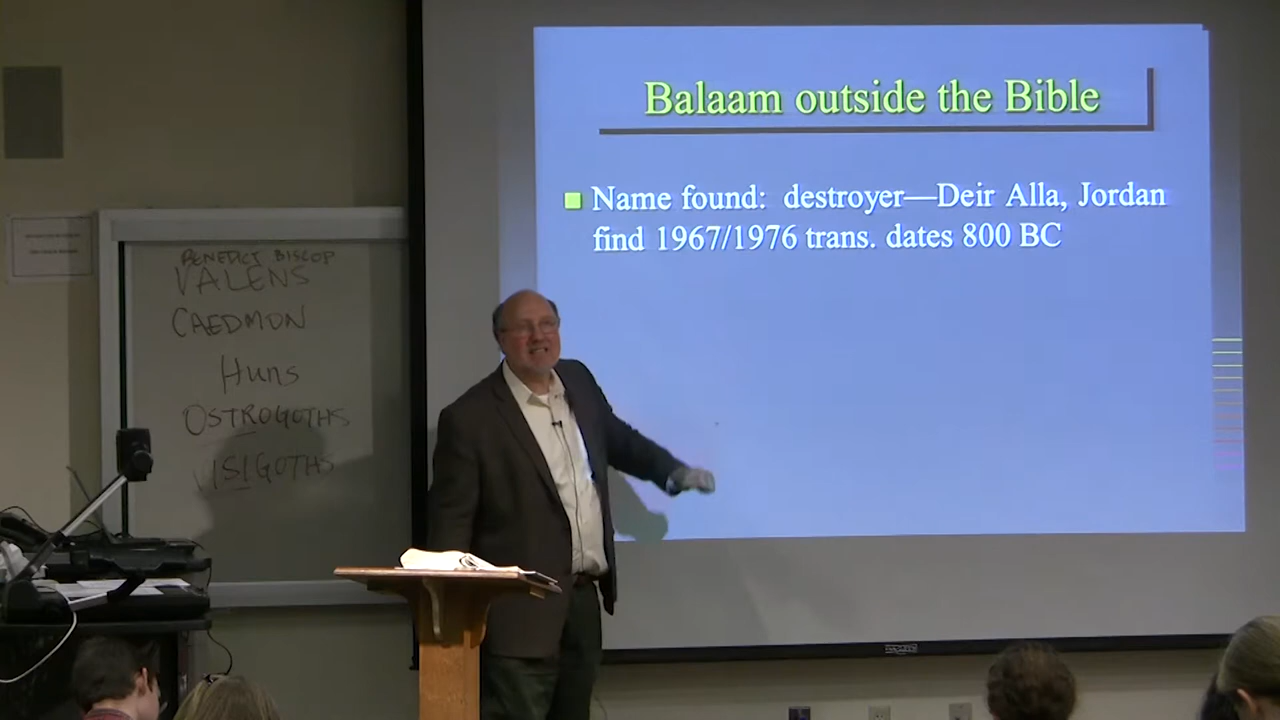 Balaam outside the Bible
Name found: destroyer—Deir Alla, Jordan
find 1967/1976 trans. dates 800 BC
BENEDICT BISCOP
VALENS
CAEDMON
Huns
OSTROGOTHS
VISIGOTHS